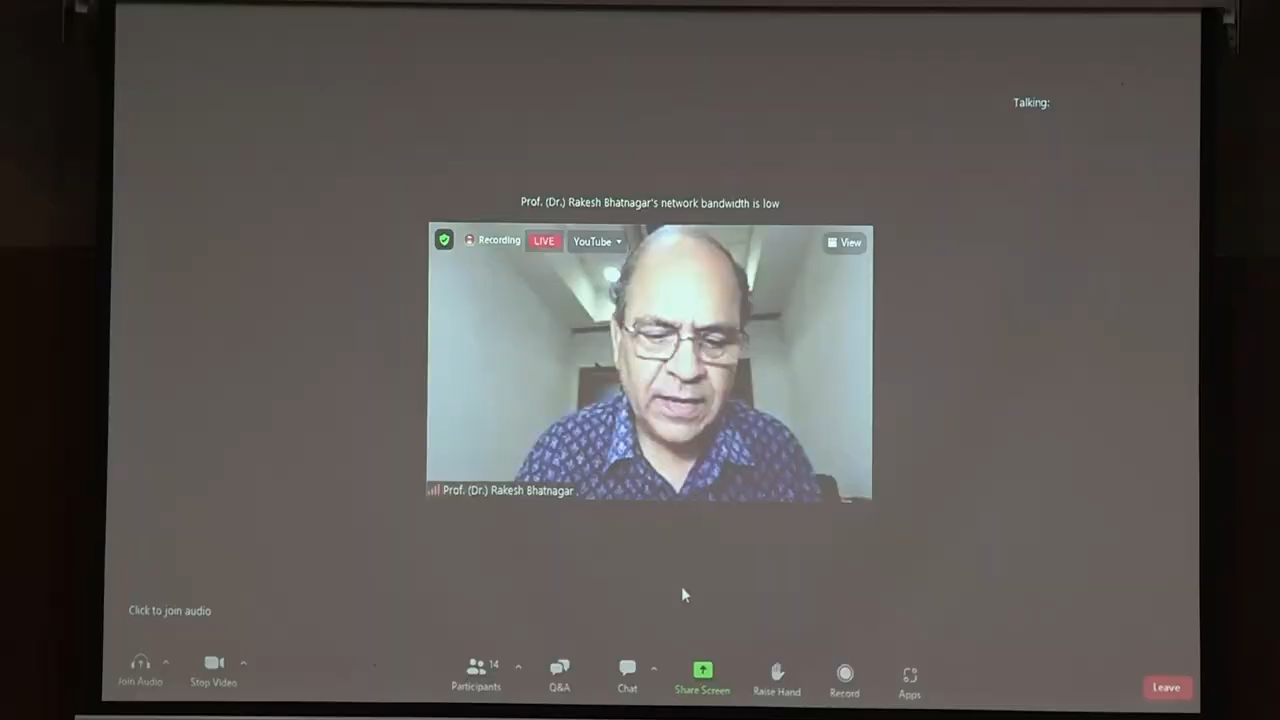 Talking:
Prof. (Dr.) Rakesh Bhatnagar's network bandwidth is low
Recording
LIVE
YouTube
View
Prof. (Dr.) Rakesh Bhatnagar
Click to join audio
Join Audio
Stop Video
14
Participants
Q&A
Chat
Share Screen
Raise Hand
Record
Apps
Leave